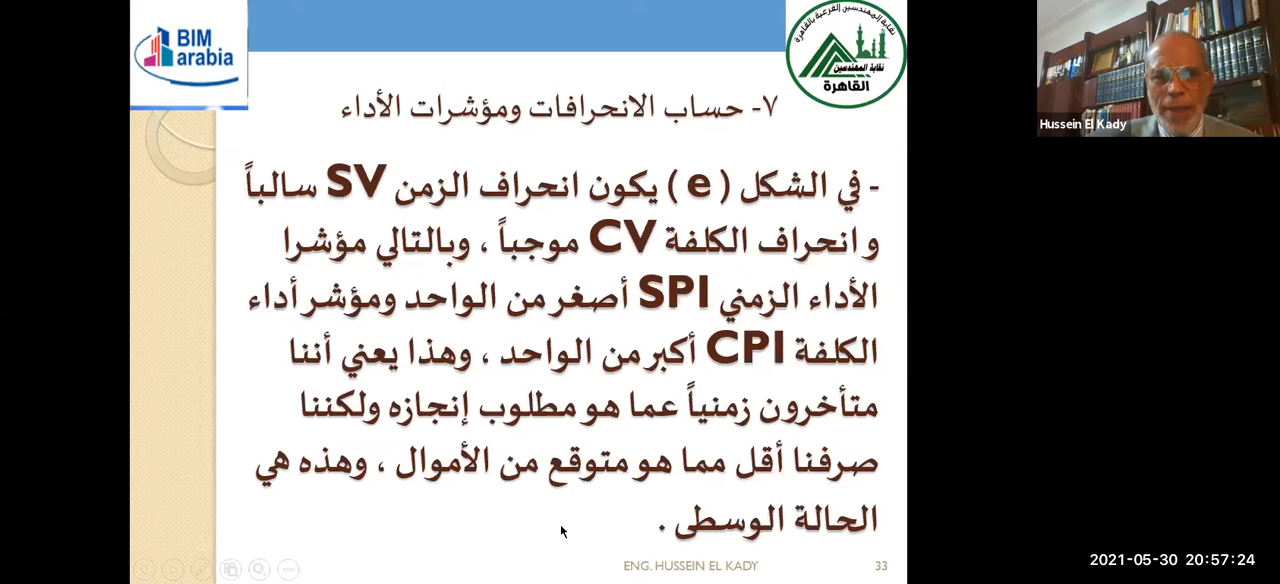 BIM
arabia
نقابة المهندسين الفرعية بالقاهرة
نقابة المهندسين
القاهرة
Hussein El Kady
٧- حساب الانحرافات ومؤشرات الأداء
- في الشكل ( e ) يكون انحراف الزمن SV سالباً
و انحراف الكلفة CV موجباً ، وبالتالي مؤشرا
الأداء الزمني SPI أصغر من الواحد ومؤشر أداء
الكلفة CPI أكبر من الواحد ، وهذا يعني أننا
متأخرون زمنياً عما هو مطلوب إنجازه ولكننا
صرفنا أقل مما هو متوقع من الأموال ، وهذه هي
الحالة الوسطى .
ENG. HUSSEIN EL KADY
33
2021-05-30 20:57:24